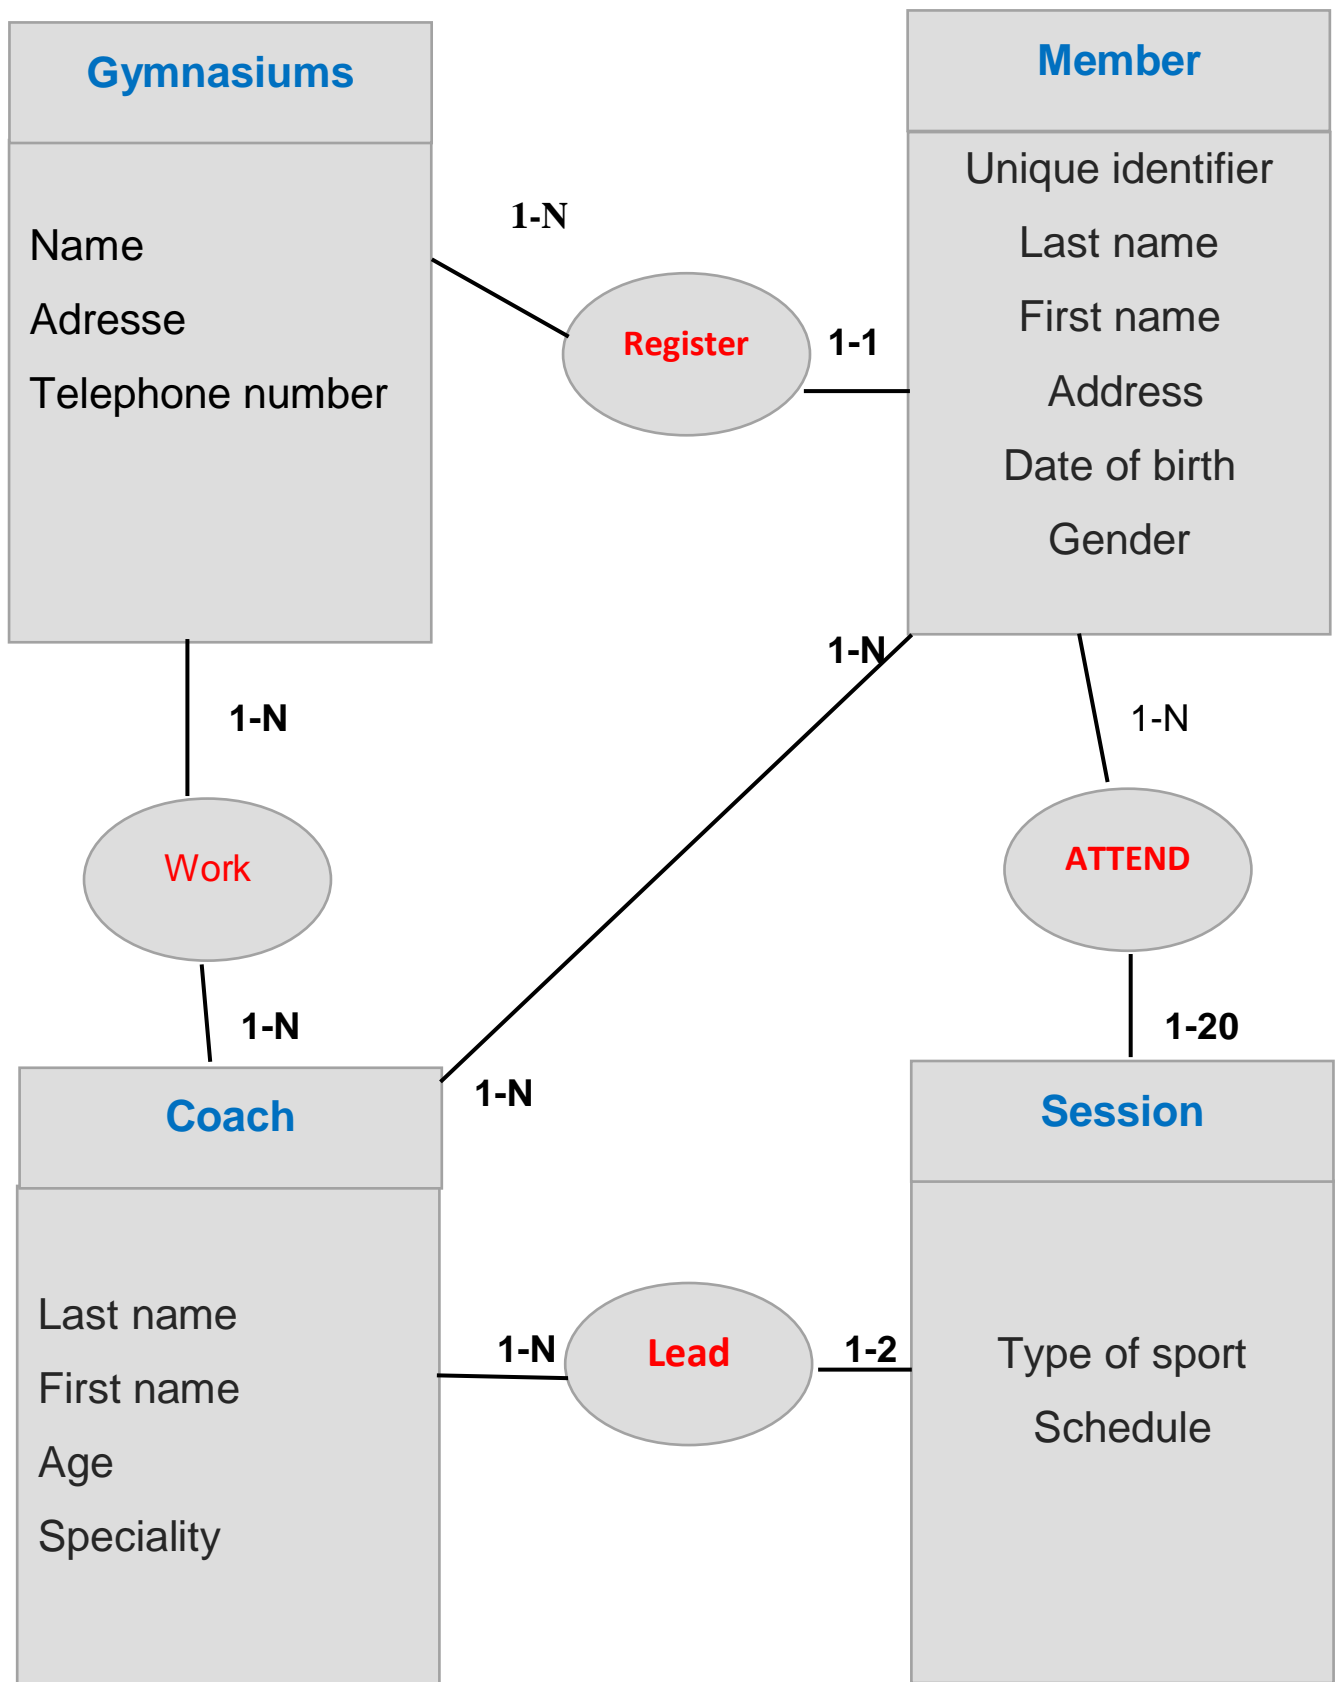 Gymnasiums
Name
Adresse
Telephone number
1-N
Register
1-1
Member
Unique identifier
Last name
First name
Address
Date of birth
Gender
1-N
Work
1-N
1-N
1-N
1-N
ATTEND
1-20
Coach
Last name
First name
Age
Speciality
1-N
Lead
1-2
Session
Type of sport
Schedule